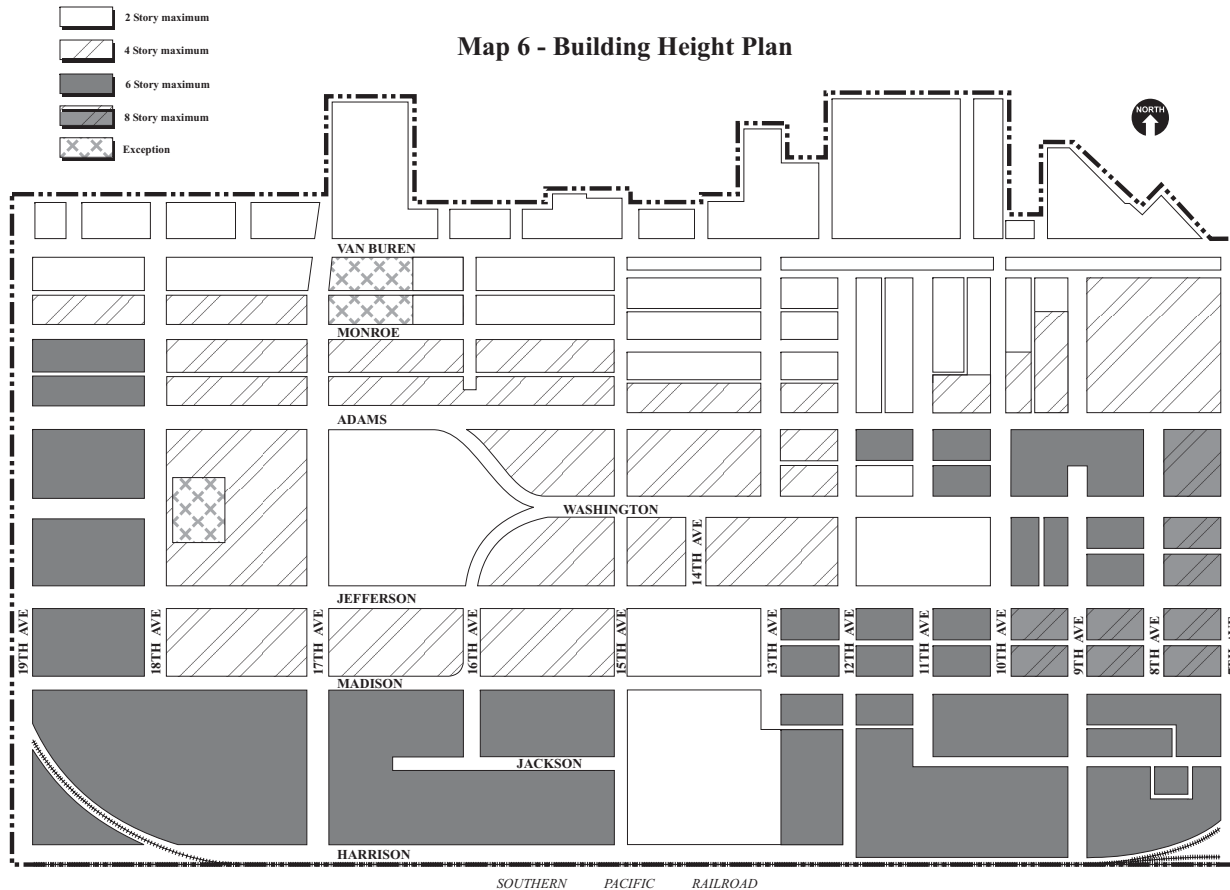 2 Story maximum
4 Story maximum
6 Story maximum
8 Story maximum
Exception
Map 6 - Building Height Plan
NORTH
VAN BUREN
MONROE
ADAMS
WASHINGTON
14TH AVE
JEFFERSON
19TH AVE
18TH AVE
17TH AVE
16TH AVE
15TH AVE
13TH AVE
12TH AVE
11TH AVE
10TH AVE
9TH AVE
8TH AVE
7TH AVE
MADISON
JACKSON
HARRISON
SOUTHERN PACIFIC RAILROAD